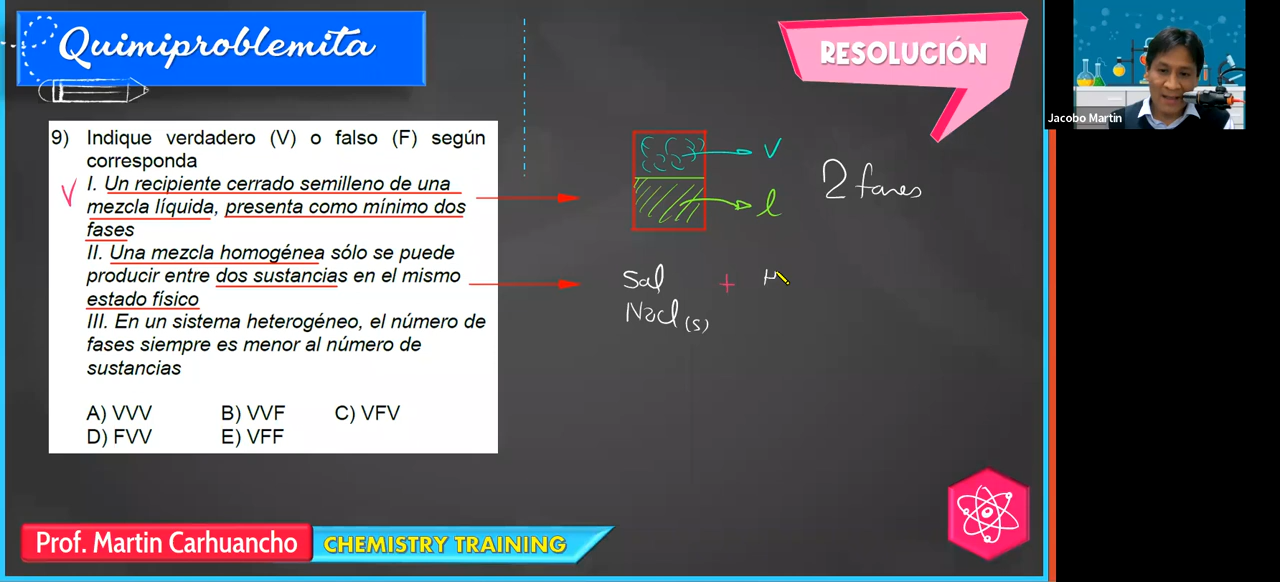 Quimiproblemita
RESOLUCIÓN
Jacobo Martin
9) Indique verdadero (V) o falso (F) según
corresponda
V
I. Un recipiente cerrado semilleno de una
mezcla líquida, presenta como mínimo dos
fases
II. Una mezcla homogénea sólo se puede
producir entre dos sustancias en el mismo
estado físico
III. En un sistema heterogéneo, el número de
fases siempre es menor al número de
sustancias
A) VVV B) VVF C) VFV
D) FVV E) VFF
V
l
2 fases
Sal + H
NaCl (s)
Prof. Martin Carhuancho
CHEMISTRY TRAINING